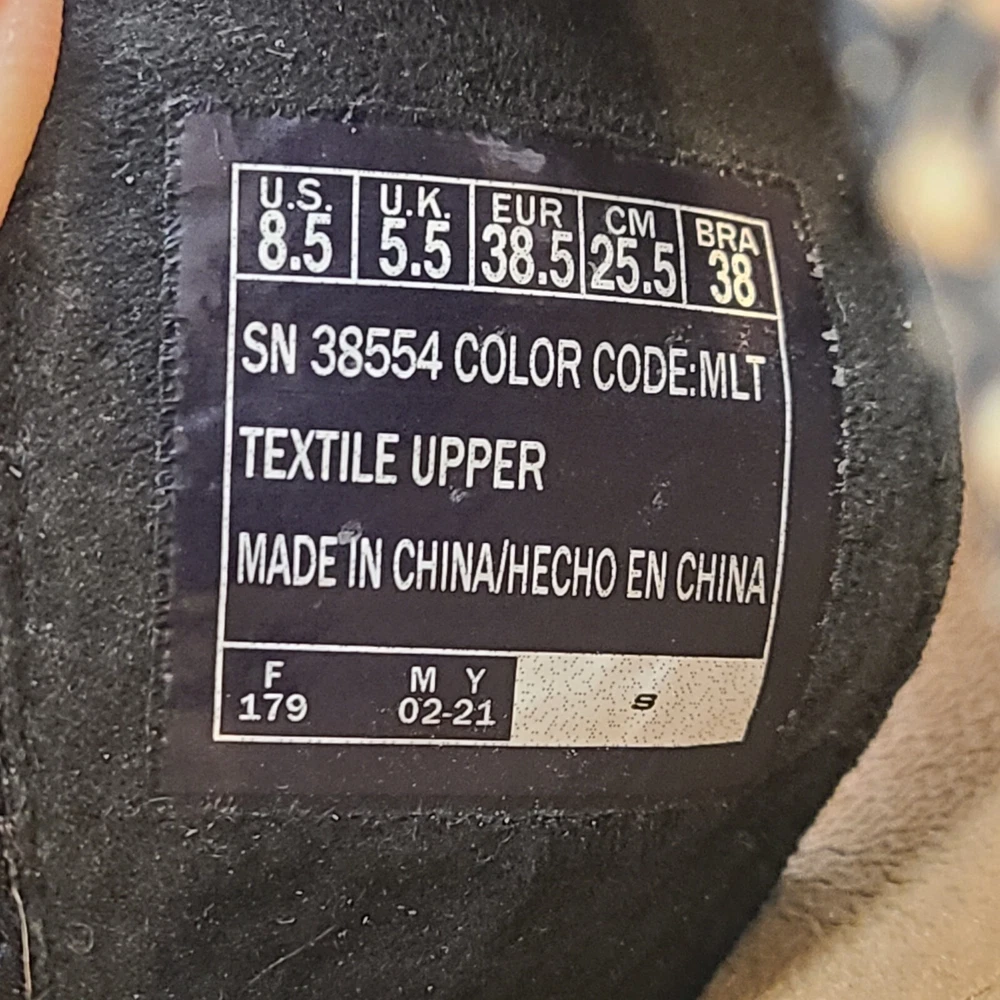 U.S. U.K. EUR CM BRA
8.5 5.5 38.5 25.5 38
SN 38554 COLOR CODE:MLT
TEXTILE UPPER
MADE IN CHINA/HECHO EN CHINA
F M Y
179 02-21 S